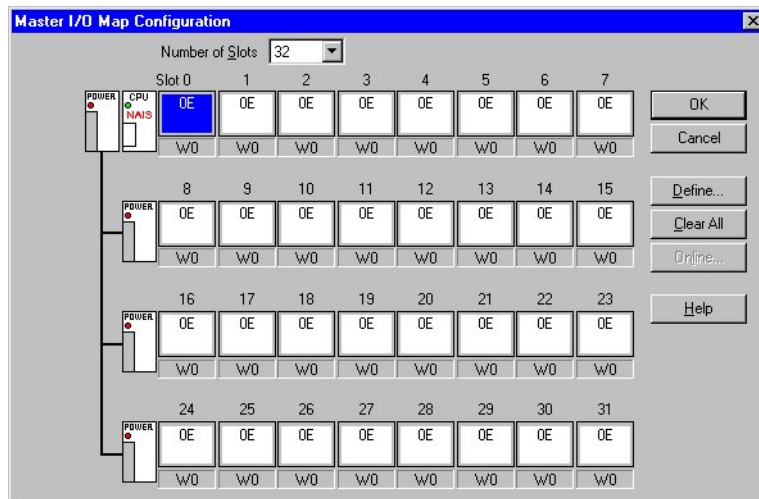 Master I/O Map Configuration
Number of Slots 32
Slot 0 1 2 3 4 5 6 7
POWER CPU NAIS 0E 0E 0E 0E 0E 0E 0E 0E OK
W0 W0 W0 W0 W0 W0 W0 W0 Cancel
8 9 10 11 12 13 14 15 Define...
POWER 0E 0E 0E 0E 0E 0E 0E 0E Clear All
W0 W0 W0 W0 W0 W0 W0 W0 Online...
16 17 18 19 20 21 22 23 Help
POWER 0E 0E 0E 0E 0E 0E 0E 0E
W0 W0 W0 W0 W0 W0 W0 W0
24 25 26 27 28 29 30 31
POWER 0E 0E 0E 0E 0E 0E 0E 0E
W0 W0 W0 W0 W0 W0 W0 W0